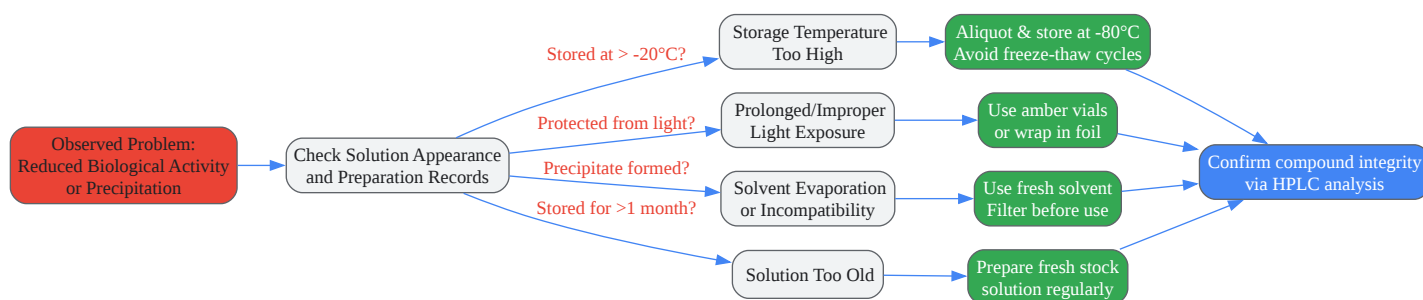 Observed Problem:
Reduced Biological Activity
or Precipitation
Check Solution Appearance
and Preparation Records
Stored at > -20°C?
Storage Temperature
Too High
Aliquot & store at -80°C
Avoid freeze-thaw cycles
Protected from light?
Prolonged/Improper
Light Exposure
Use amber vials
or wrap in foil
Precipitate formed?
Solvent Evaporation
or Incompatibility
Use fresh solvent
Filter before use
Stored for >1 month?
Solution Too Old
Prepare fresh stock
solution regularly
Confirm compound integrity
via HPLC analysis